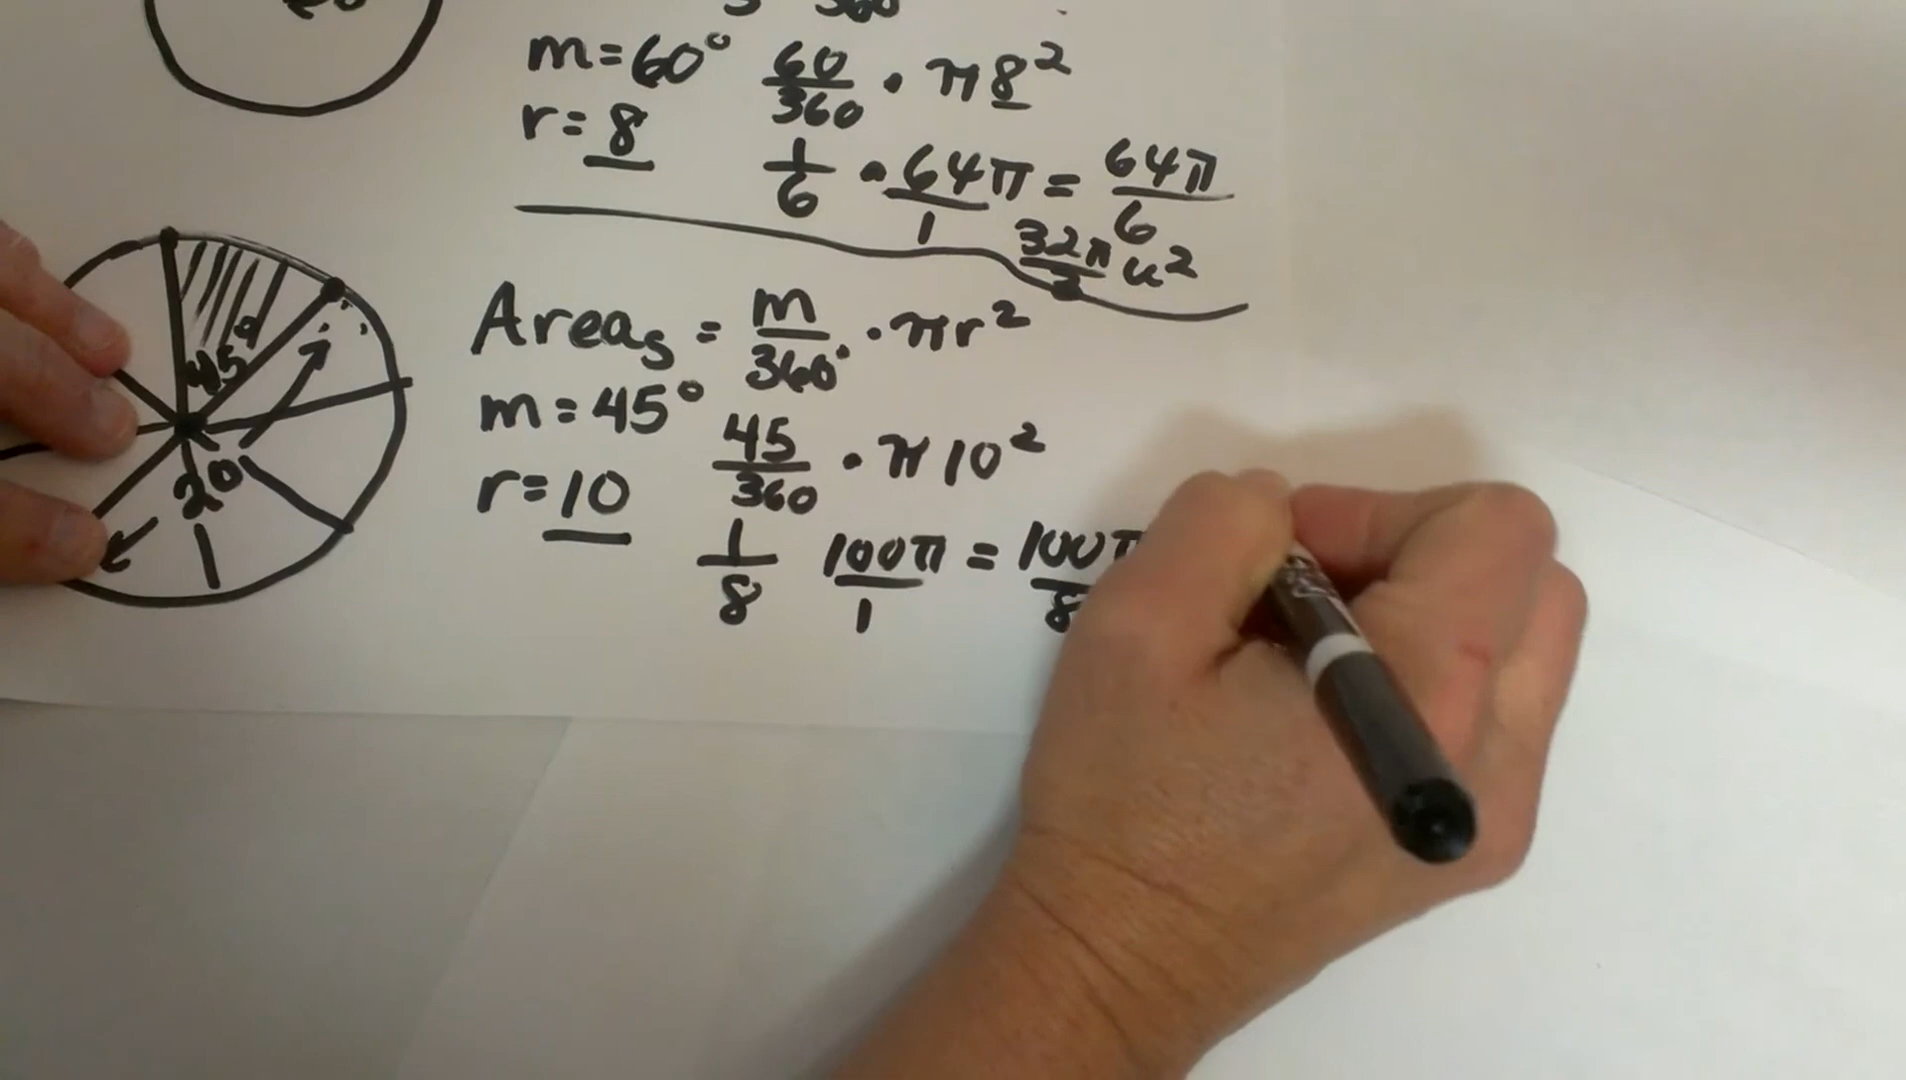 m=60° 60/360 · π8²
r=8
1/6 · 64π/1 = 64π/6
32π/3 u²
Area_S = m/360° · πr²
m=45° 45/360 · π10²
r=10
1/8 100π/1 = 100π/8
45°
20